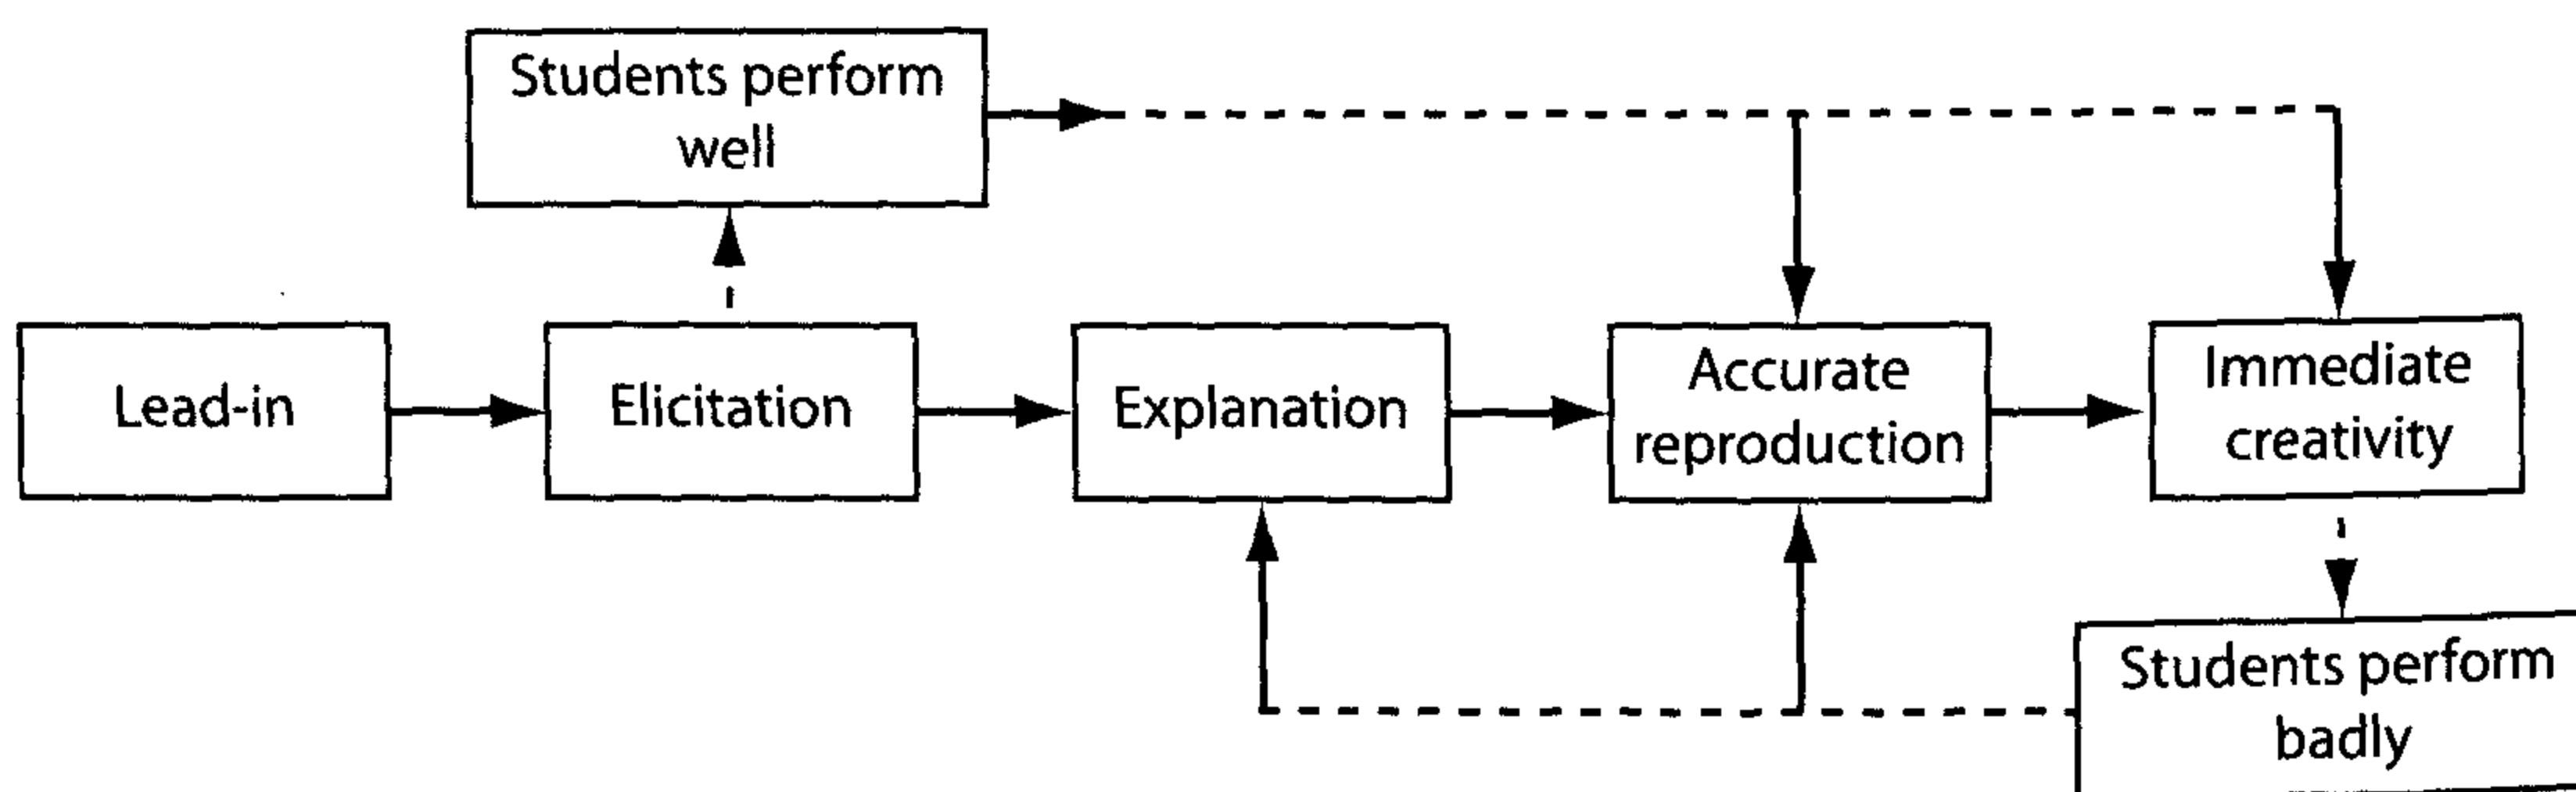 Students perform
well
Lead-in
Elicitation
Explanation
Accurate
reproduction
Immediate
creativity
Students perform
badly